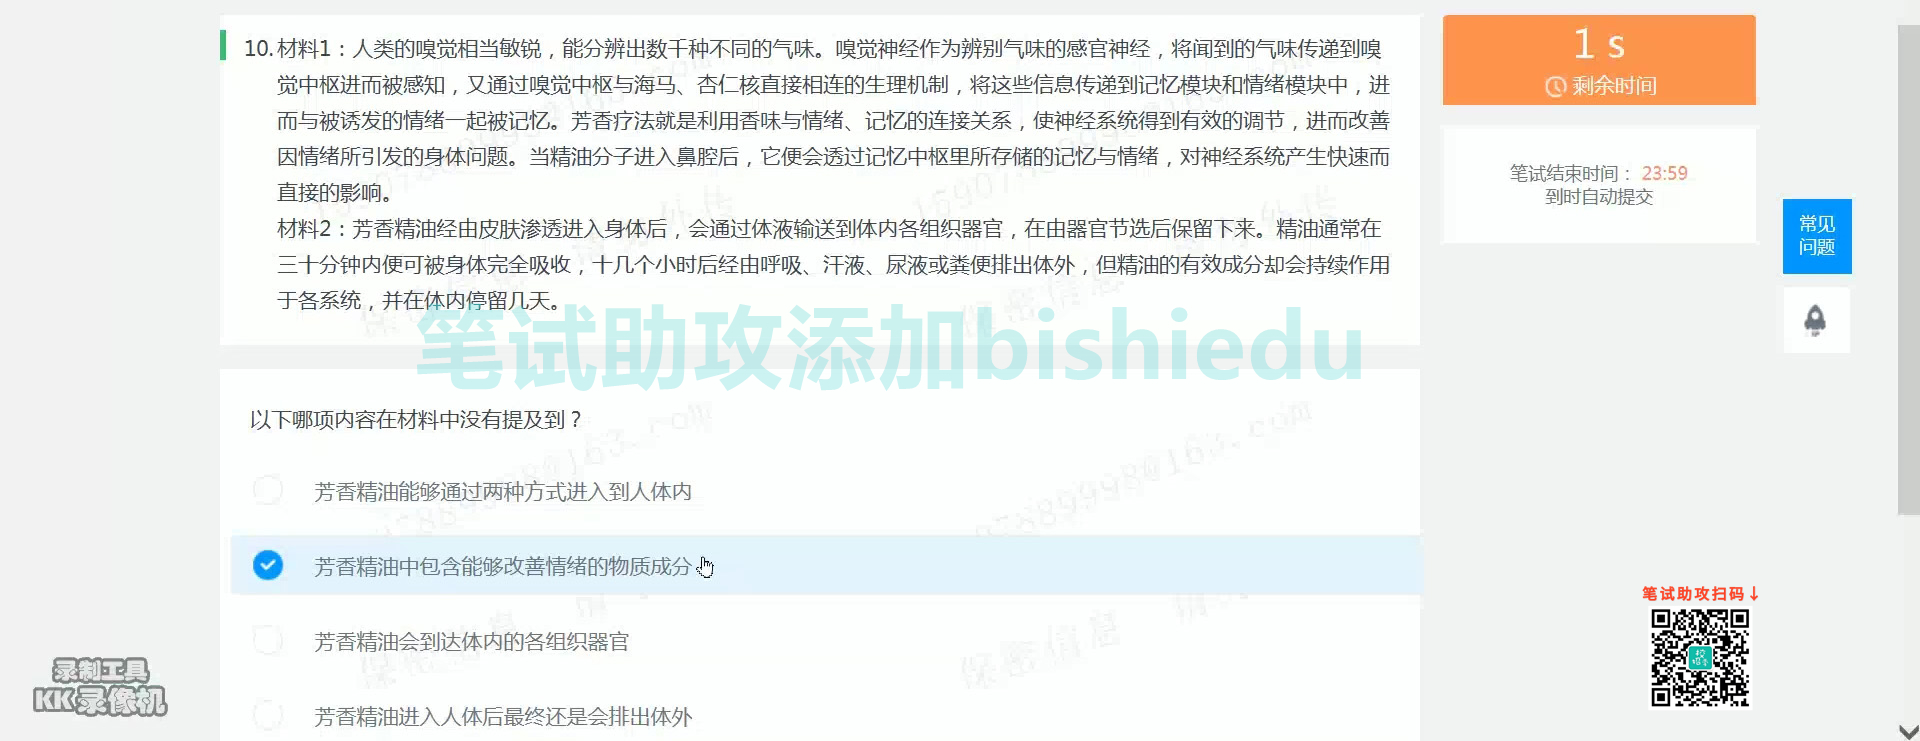 10. 材料1：人类的嗅觉相当敏锐，能分辨出数千种不同的气味。嗅觉神经作为辨别气味的感官神经，将闻到的气味传递到嗅
觉中枢进而被感知，又通过嗅觉中枢与海马、杏仁核直接相连的生理机制，将这些信息传递到记忆模块和情绪模块中，进
而与被诱发的情绪一起被记忆。芳香疗法就是利用香味与情绪、记忆的连接关系，使神经系统得到有效的调节，进而改善
因情绪所引发的身体问题。当精油分子进入鼻腔后，它便会透过记忆中枢里所存储的记忆与情绪，对神经系统产生快速而
直接的影响。
材料2：芳香精油经由皮肤渗透进入身体后，会通过体液输送到体内各组织器官，在由器官节选后保留下来。精油通常在
三十分钟内便可被身体完全吸收，十几个小时后经由呼吸、汗液、尿液或粪便排出体外，但精油的有效成分却会持续作用
于各系统，并在体内停留几天。
笔试助攻添加bishiedu
以下哪项内容在材料中没有提及到？
芳香精油能够通过两种方式进入到人体内
芳香精油中包含能够改善情绪的物质成分
芳香精油会到达体内的各组织器官
芳香精油进入人体后最终还是会排出体外
1 s
剩余时间
笔试结束时间： 23:59
到时自动提交
常见
问题
笔试助攻扫码↓
录制工具
KK录像机
保密信息